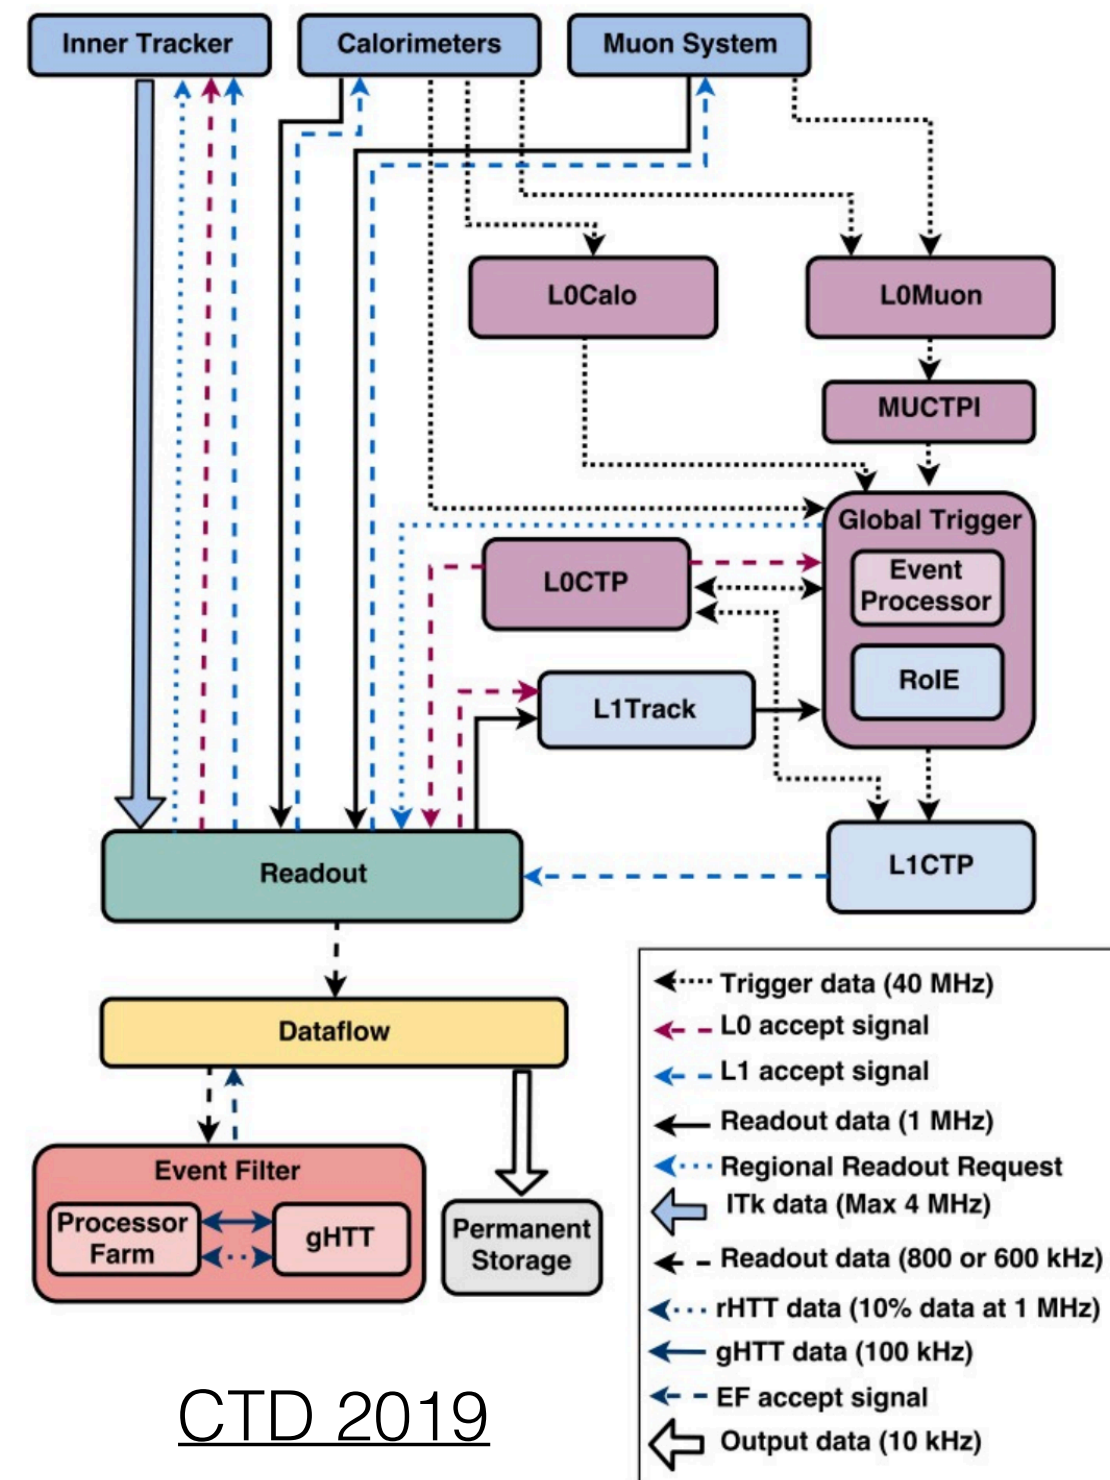 Inner Tracker
Calorimeters
Muon System
L0Calo
L0Muon
MUCTPI
Global Trigger
Event
Processor
RoIE
L0CTP
L1Track
L1CTP
Readout
Dataflow
Event Filter
Processor
Farm
gHTT
Permanent
Storage
Trigger data (40 MHz)
L0 accept signal
L1 accept signal
Readout data (1 MHz)
Regional Readout Request
ITk data (Max 4 MHz)
Readout data (800 or 600 kHz)
rHTT data (10% data at 1 MHz)
gHTT data (100 kHz)
EF accept signal
Output data (10 kHz)
CTD 2019